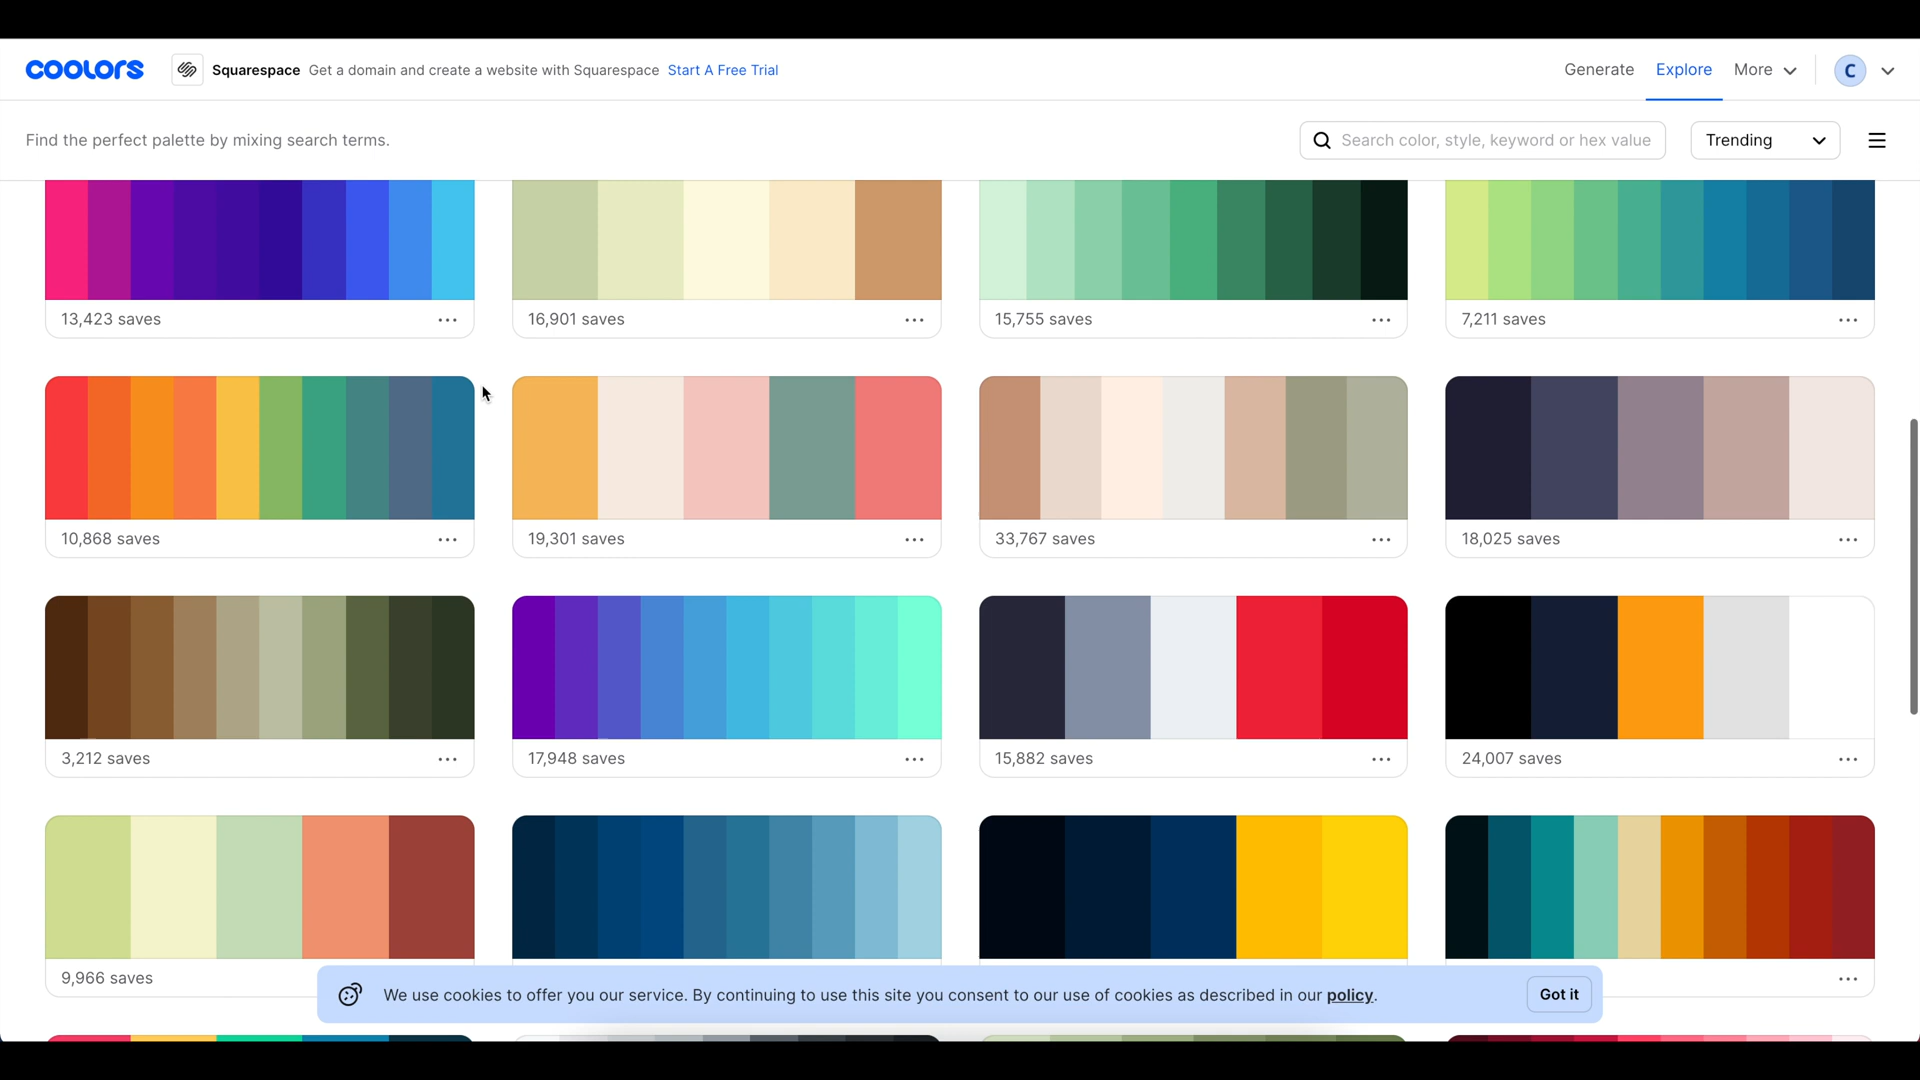 coolors
Squarespace Get a domain and create a website with Squarespace Start A Free Trial
Generate Explore More C
Find the perfect palette by mixing search terms.
Search color, style, keyword or hex value
Trending
13,423 saves
16,901 saves
15,755 saves
7,211 saves
10,868 saves
19,301 saves
33,767 saves
18,025 saves
3,212 saves
17,948 saves
15,882 saves
24,007 saves
9,966 saves
We use cookies to offer you our service. By continuing to use this site you consent to our use of cookies as described in our policy.
Got it